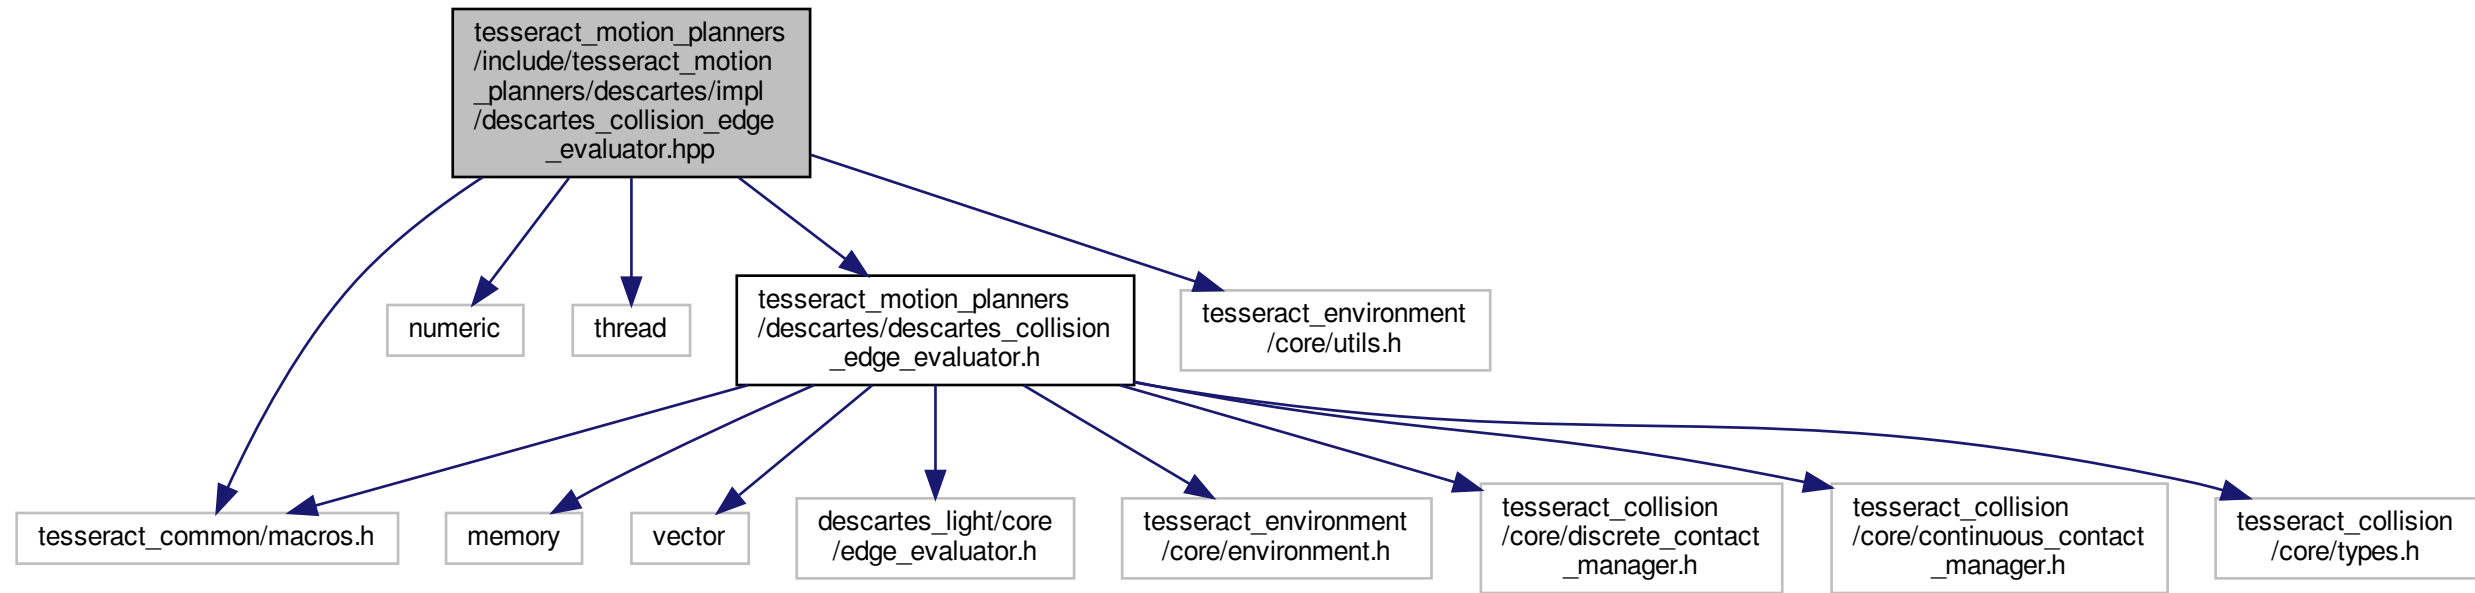 tesseract_motion_planners
/include/tesseract_motion
_planners/descartes/impl
/descartes_collision_edge
_evaluator.hpp
numeric
thread
tesseract_motion_planners
/descartes/descartes_collision
_edge_evaluator.h
tesseract_environment
/core/utils.h
tesseract_common/macros.h
memory
vector
descartes_light/core
/edge_evaluator.h
tesseract_environment
/core/environment.h
tesseract_collision
/core/discrete_contact
_manager.h
tesseract_collision
/core/continuous_contact
_manager.h
tesseract_collision
/core/types.h